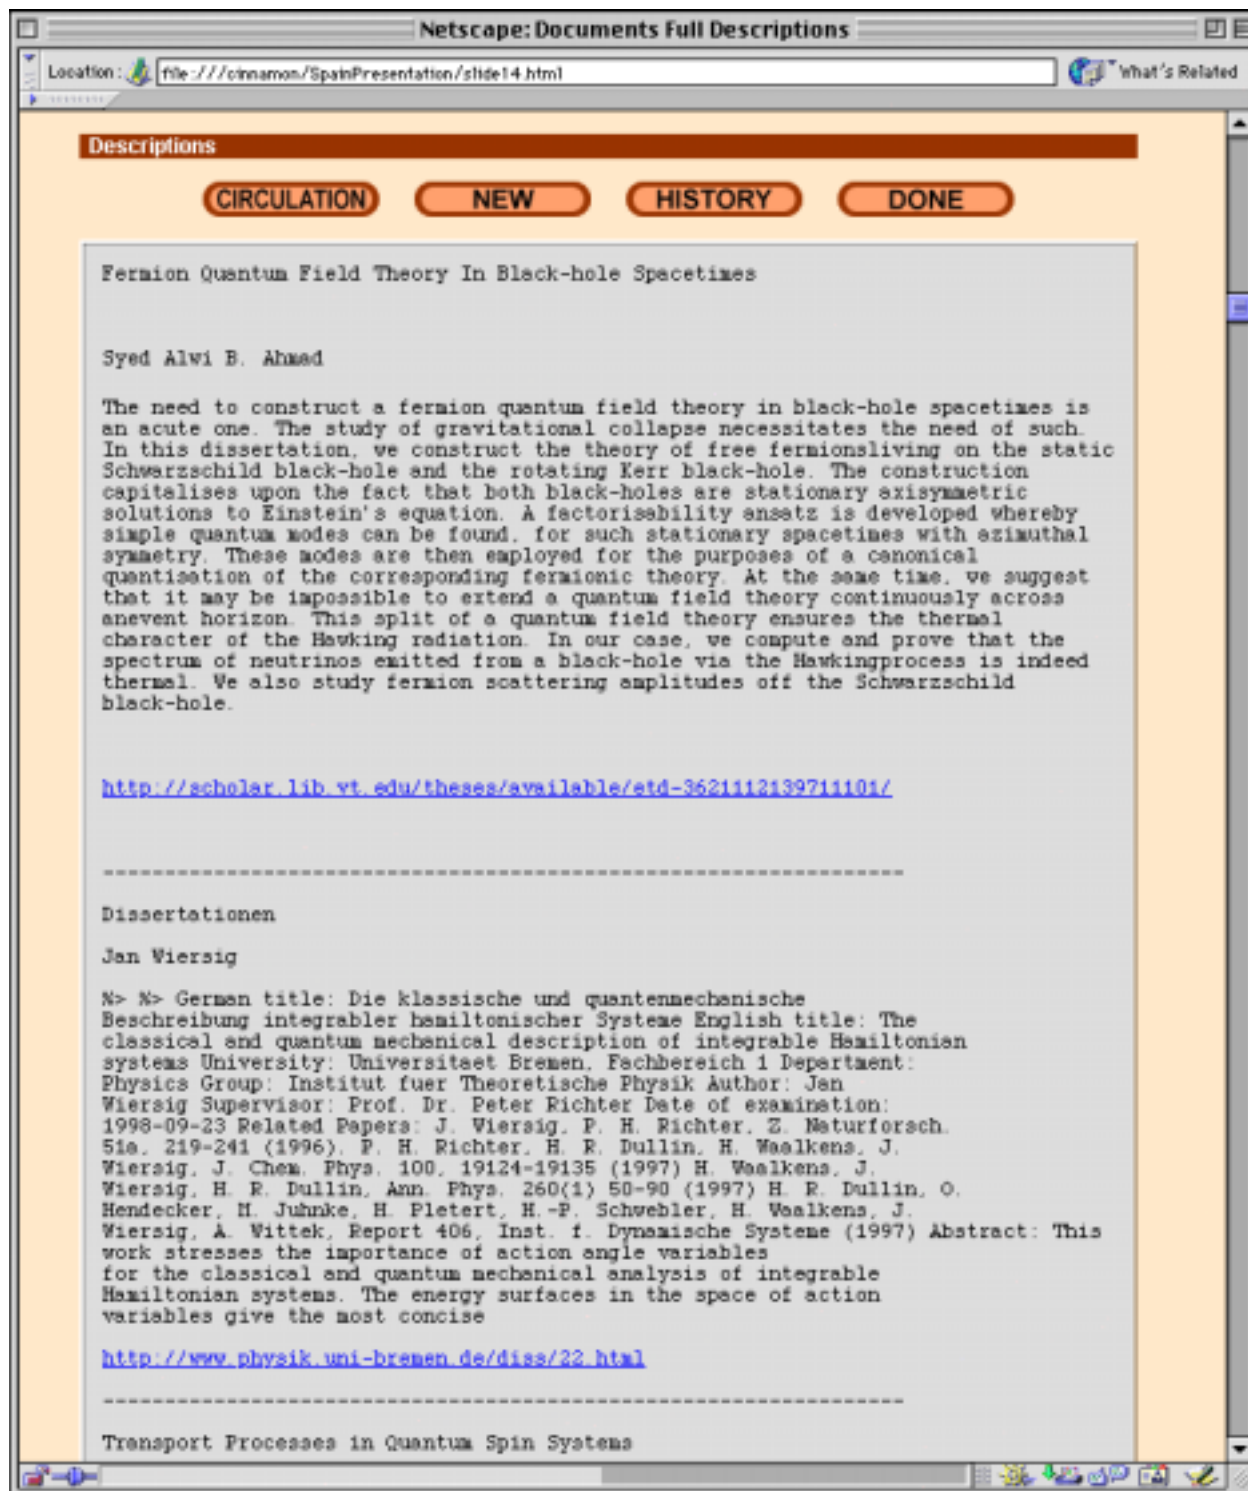 Netscape: Documents Full Descriptions
Location: file:///cinnamon/SpainPresentation/slide14.html What's Related
Descriptions
CIRCULATION NEW HISTORY DONE
Fermion Quantum Field Theory In Black-hole Spacetimes
Syed Alwi B. Ahmad
The need to construct a fermion quantum field theory in black-hole spacetimes is
an acute one. The study of gravitational collapse necessitates the need of such.
In this dissertation, we construct the theory of free fermionsliving on the static
Schwarzschild black-hole and the rotating Kerr black-hole. The construction
capitalises upon the fact that both black-holes are stationary axisymmetric
solutions to Einstein's equation. A factorisability ansatz is developed whereby
simple quantum modes can be found, for such stationary spacetimes with azimuthal
symmetry. These modes are then employed for the purposes of a canonical
quantisation of the corresponding fermionic theory. At the same time, we suggest
that it may be impossible to extend a quantum field theory continuously across
anevent horizon. This split of a quantum field theory ensures the thermal
character of the Hawking radiation. In our case, we compute and prove that the
spectrum of neutrinos emitted from a black-hole via the Hawkingprocess is indeed
thermal. We also study fermion scattering amplitudes off the Schwarzschild
black-hole.
http://scholar.lib.vt.edu/theses/available/etd-3621112139711101/
----------------------------------------------------------------
Dissertationen
Jan Wiersig
%> %> German title: Die klassische und quantenmechanische
Beschreibung integrabler hamiltonischer Systeme English title: The
classical and quantum mechanical description of integrable Hamiltonian
systems University: Universitaet Bremen, Fachbereich 1 Department:
Physics Group: Institut fuer Theoretische Physik Author: Jan
Wiersig Supervisor: Prof. Dr. Peter Richter Date of examination:
1998-09-23 Related Papers: J. Wiersig, P. H. Richter, Z. Naturforsch.
51a, 219-241 (1996). P. H. Richter, H. R. Dullin, H. Waalkens, J.
Wiersig, J. Chem. Phys. 100, 19124-19135 (1997) H. Waalkens, J.
Wiersig, H. R. Dullin, Ann. Phys. 260(1) 50-90 (1997) H. R. Dullin, O.
Hendecker, M. Juhnke, H. Pletert, H.-P. Schwebler, H. Waalkens, J.
Wiersig, A. Wittek, Report 406, Inst. f. Dynamische Systeme (1997) Abstract: This
work stresses the importance of action angle variables
for the classical and quantum mechanical analysis of integrable
Hamiltonian systems. The energy surfaces in the space of action
variables give the most concise
http://www.physik.uni-bremen.de/diss/22.html
----------------------------------------------------------------
Transport Processes in Quantum Spin Systems